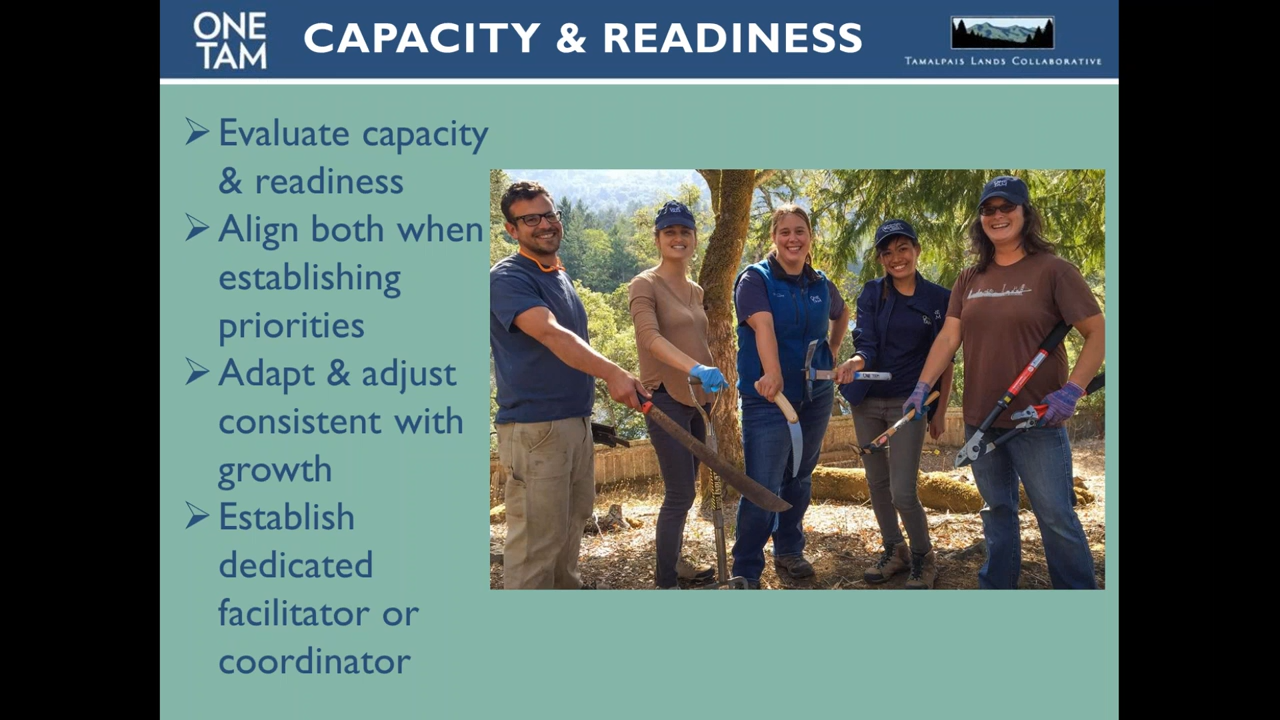 ONE
TAM
CAPACITY & READINESS
TAMALPAIS LANDS COLLABORATIVE
➢ Evaluate capacity
& readiness
➢ Align both when
establishing
priorities
➢ Adapt & adjust
consistent with
growth
➢ Establish
dedicated
facilitator or
coordinator